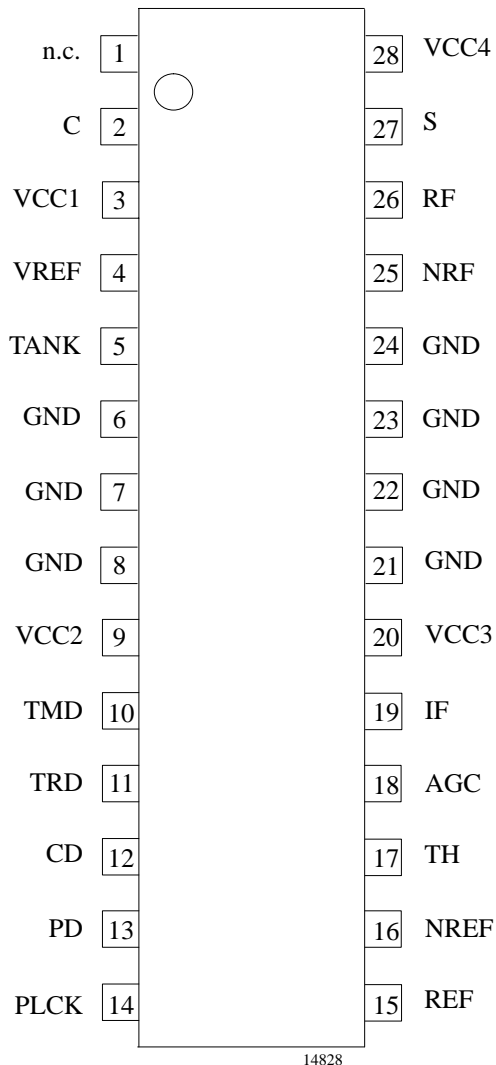 n.c. 1 28 VCC4
C 2 27 S
VCC1 3 26 RF
VREF 4 25 NRF
TANK 5 24 GND
GND 6 23 GND
GND 7 22 GND
GND 8 21 GND
VCC2 9 20 VCC3
TMD 10 19 IF
TRD 11 18 AGC
CD 12 17 TH
PD 13 16 NREF
PLCK 14 15 REF
14828